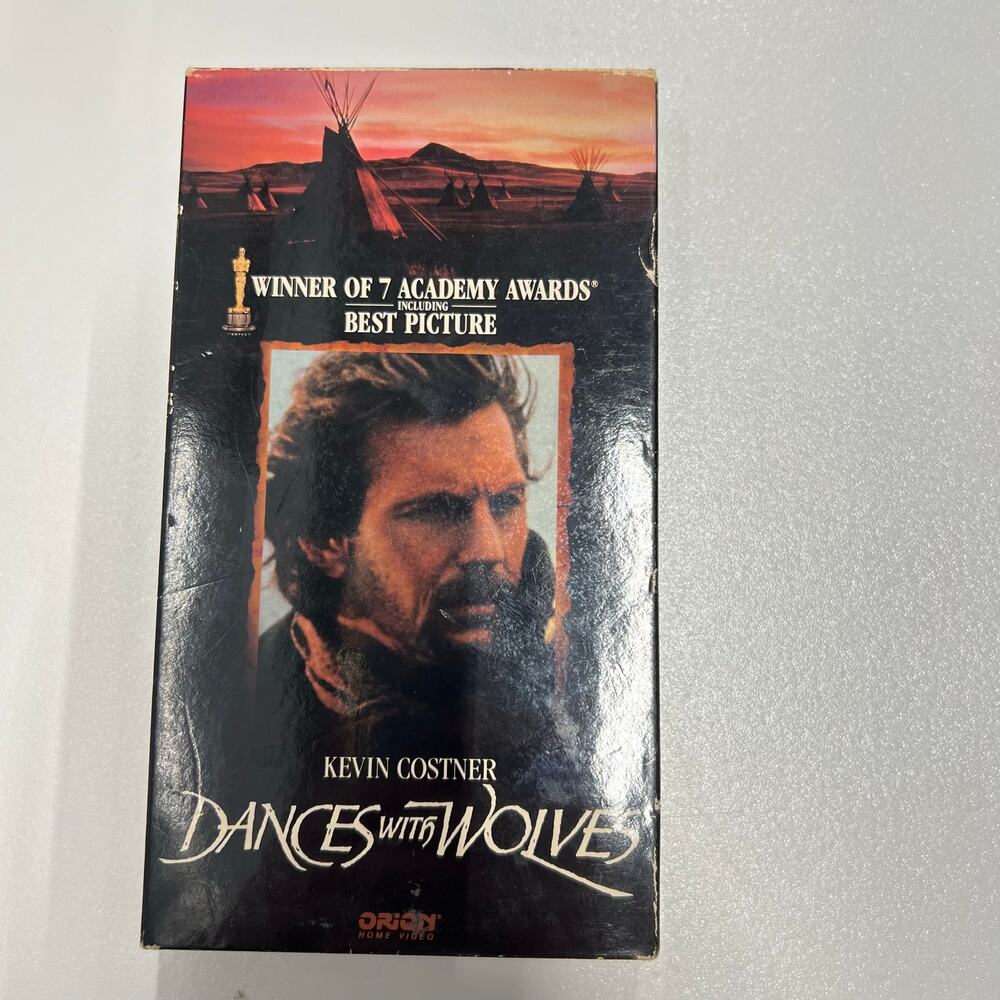 WINNER OF 7 ACADEMY AWARDS®
INCLUDING
BEST PICTURE
KEVIN COSTNER
DANCES WITH WOLVES
ORION®
HOME VIDEO